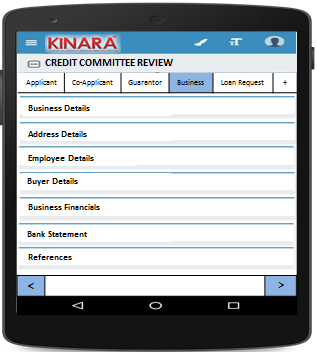 KINARA
CREDIT COMMITTEE REVIEW
Applicant Co-Applicant Guarantor Business Loan Request +
Business Details
Address Details
Employee Details
Buyer Details
Business Financials
Bank Statement
References
< >